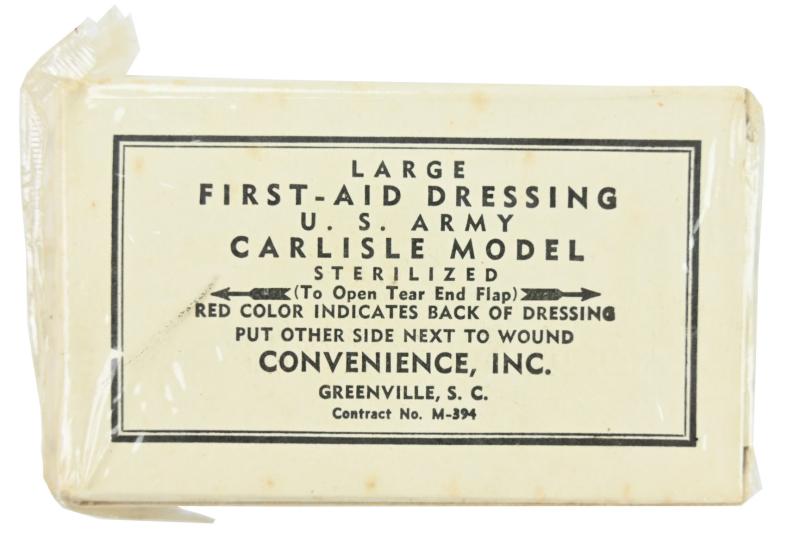 LARGE
FIRST-AID DRESSING
U. S. ARMY
CARLISLE MODEL
STERILIZED
(To Open Tear End Flap)
RED COLOR INDICATES BACK OF DRESSING
PUT OTHER SIDE NEXT TO WOUND
CONVENIENCE, INC.
GREENVILLE, S. C.
Contract No. M-394